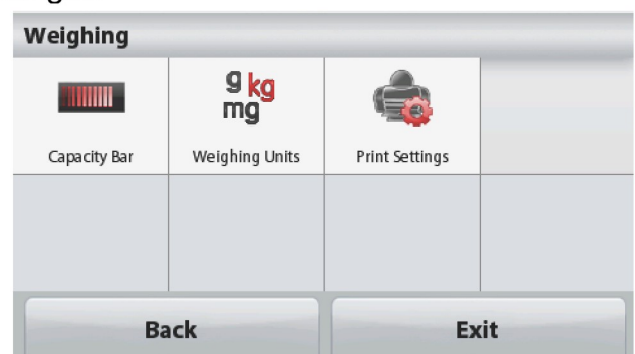 Weighing
g kg
mg
Capacity Bar Weighing Units Print Settings
Back Exit